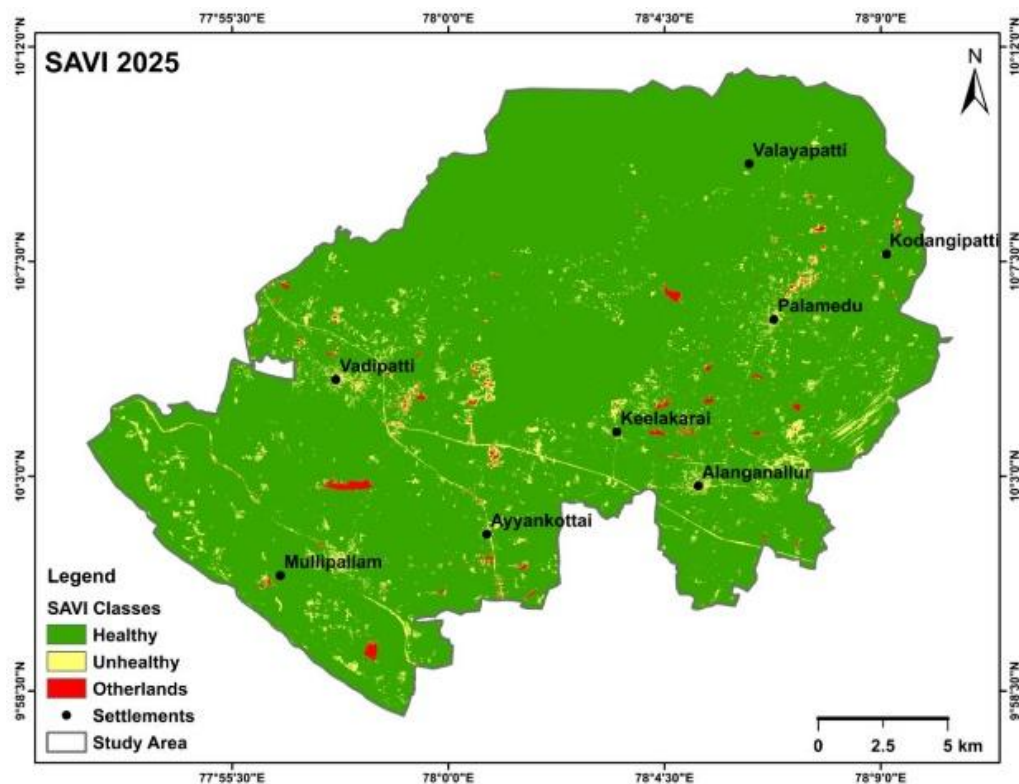 77°55'30"E 78°0'0"E 78°4'30"E 78°9'0"E
10°12'0"N 10°12'0"N
SAVI 2025
N
Valayapatti
Kodangipatti
10°7'30"N 10°7'30"N
Palamedu
Vadipatti
Keelakarai
Alanganallur
10°3'0"N 10°3'0"N
Ayyankottai
Mullipallam
Legend
SAVI Classes
Healthy
Unhealthy
Otherlands
Settlements
Study Area
9°58'30"N 9°58'30"N
0 2.5 5 km
77°55'30"E 78°0'0"E 78°4'30"E 78°9'0"E